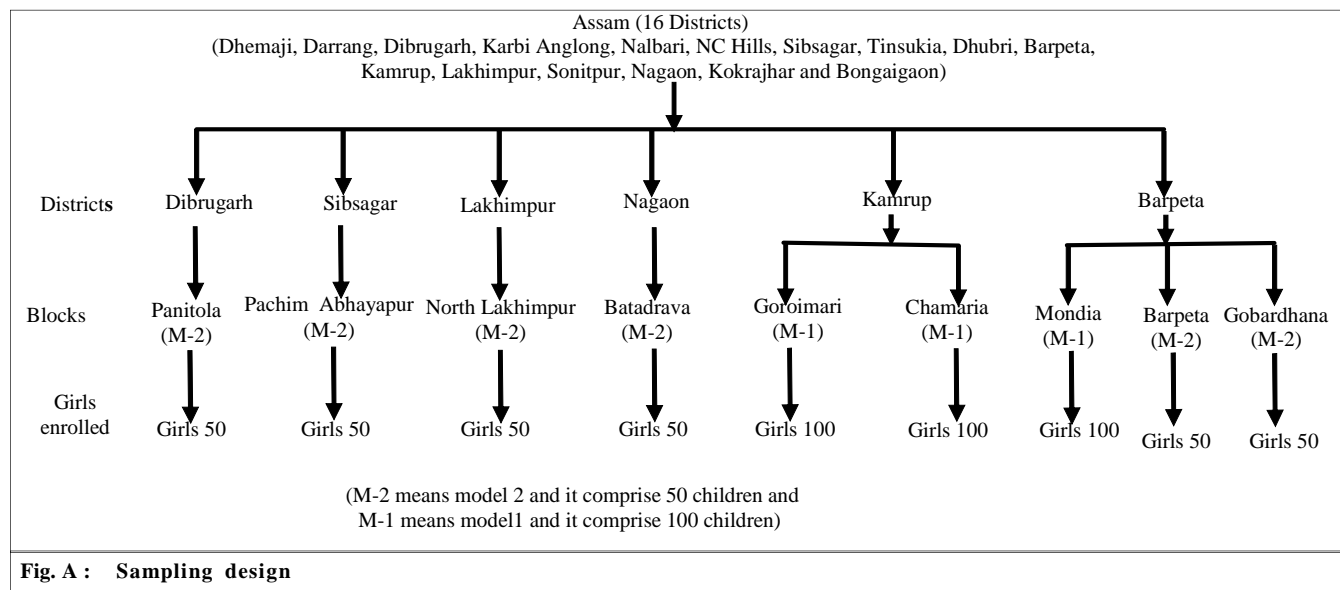 Assam (16 Districts)
(Dhemaji, Darrang, Dibrugarh, Karbi Anglong, Nalbari, NC Hills, Sibsagar, Tinsukia, Dhubri, Barpeta,
Kamrup, Lakhimpur, Sonitpur, Nagaon, Kokrajhar and Bongaigaon)
Districts Dibrugarh Sibsagar Lakhimpur Nagaon Kamrup Barpeta
Blocks Panitola Pachim Abhayapur North Lakhimpur Batadrava Goroimari Chamaria Mondia Barpeta Gobardhana
(M-2) (M-2) (M-2) (M-2) (M-1) (M-1) (M-1) (M-2) (M-2)
Girls
enrolled Girls 50 Girls 50 Girls 50 Girls 50 Girls 100 Girls 100 Girls 100 Girls 50 Girls 50
(M-2 means model 2 and it comprise 50 children and
M-1 means model1 and it comprise 100 children)
Fig. A : Sampling design